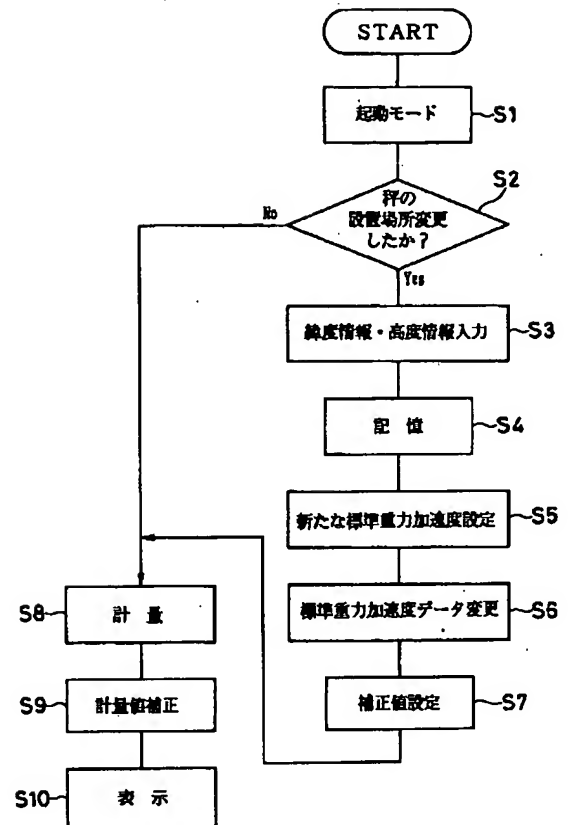 START
起動モード
S1
秤の
設置場所変更
したか?
S2
No
Yes
緯度情報・高度情報入力
S3
記憶
S4
新たな標準重力加速度設定
S5
標準重力加速度データ変更
S6
補正値設定
S7
S8
計量
S9
計量値補正
S10
表示